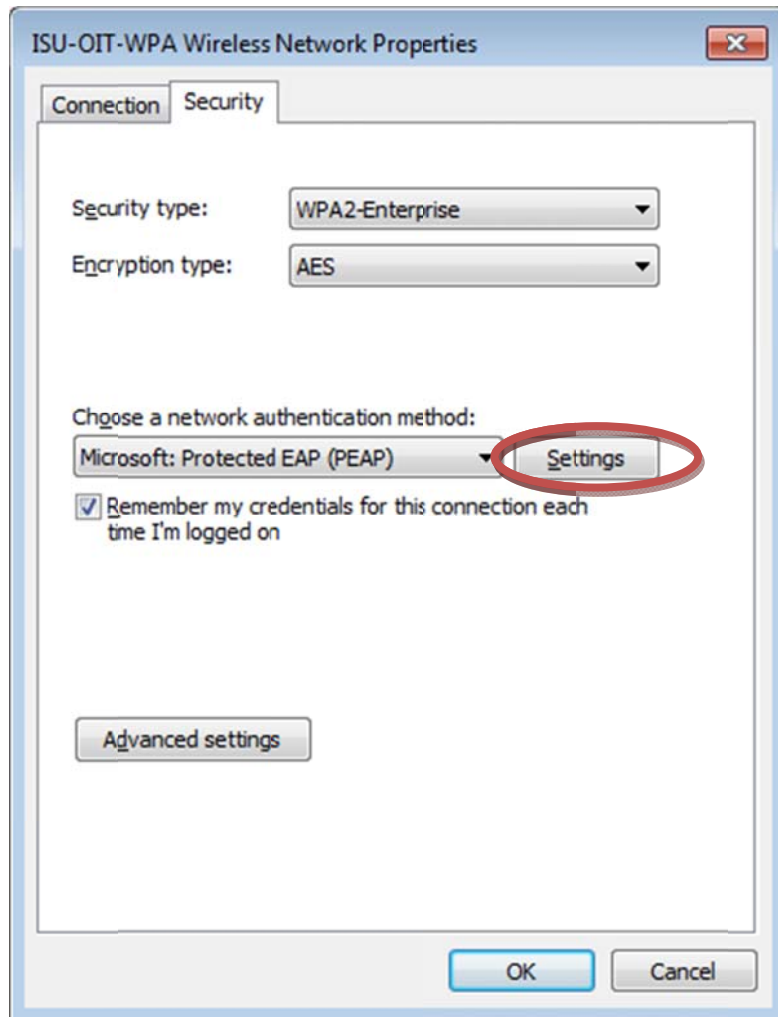 ISU-OIT-WPA Wireless Network Properties
Connection
Security
Security type:
WPA2-Enterprise
Encryption type:
AES
Choose a network authentication method:
Microsoft: Protected EAP (PEAP)
Settings
Remember my credentials for this connection each
time I'm logged on
Advanced settings
OK
Cancel